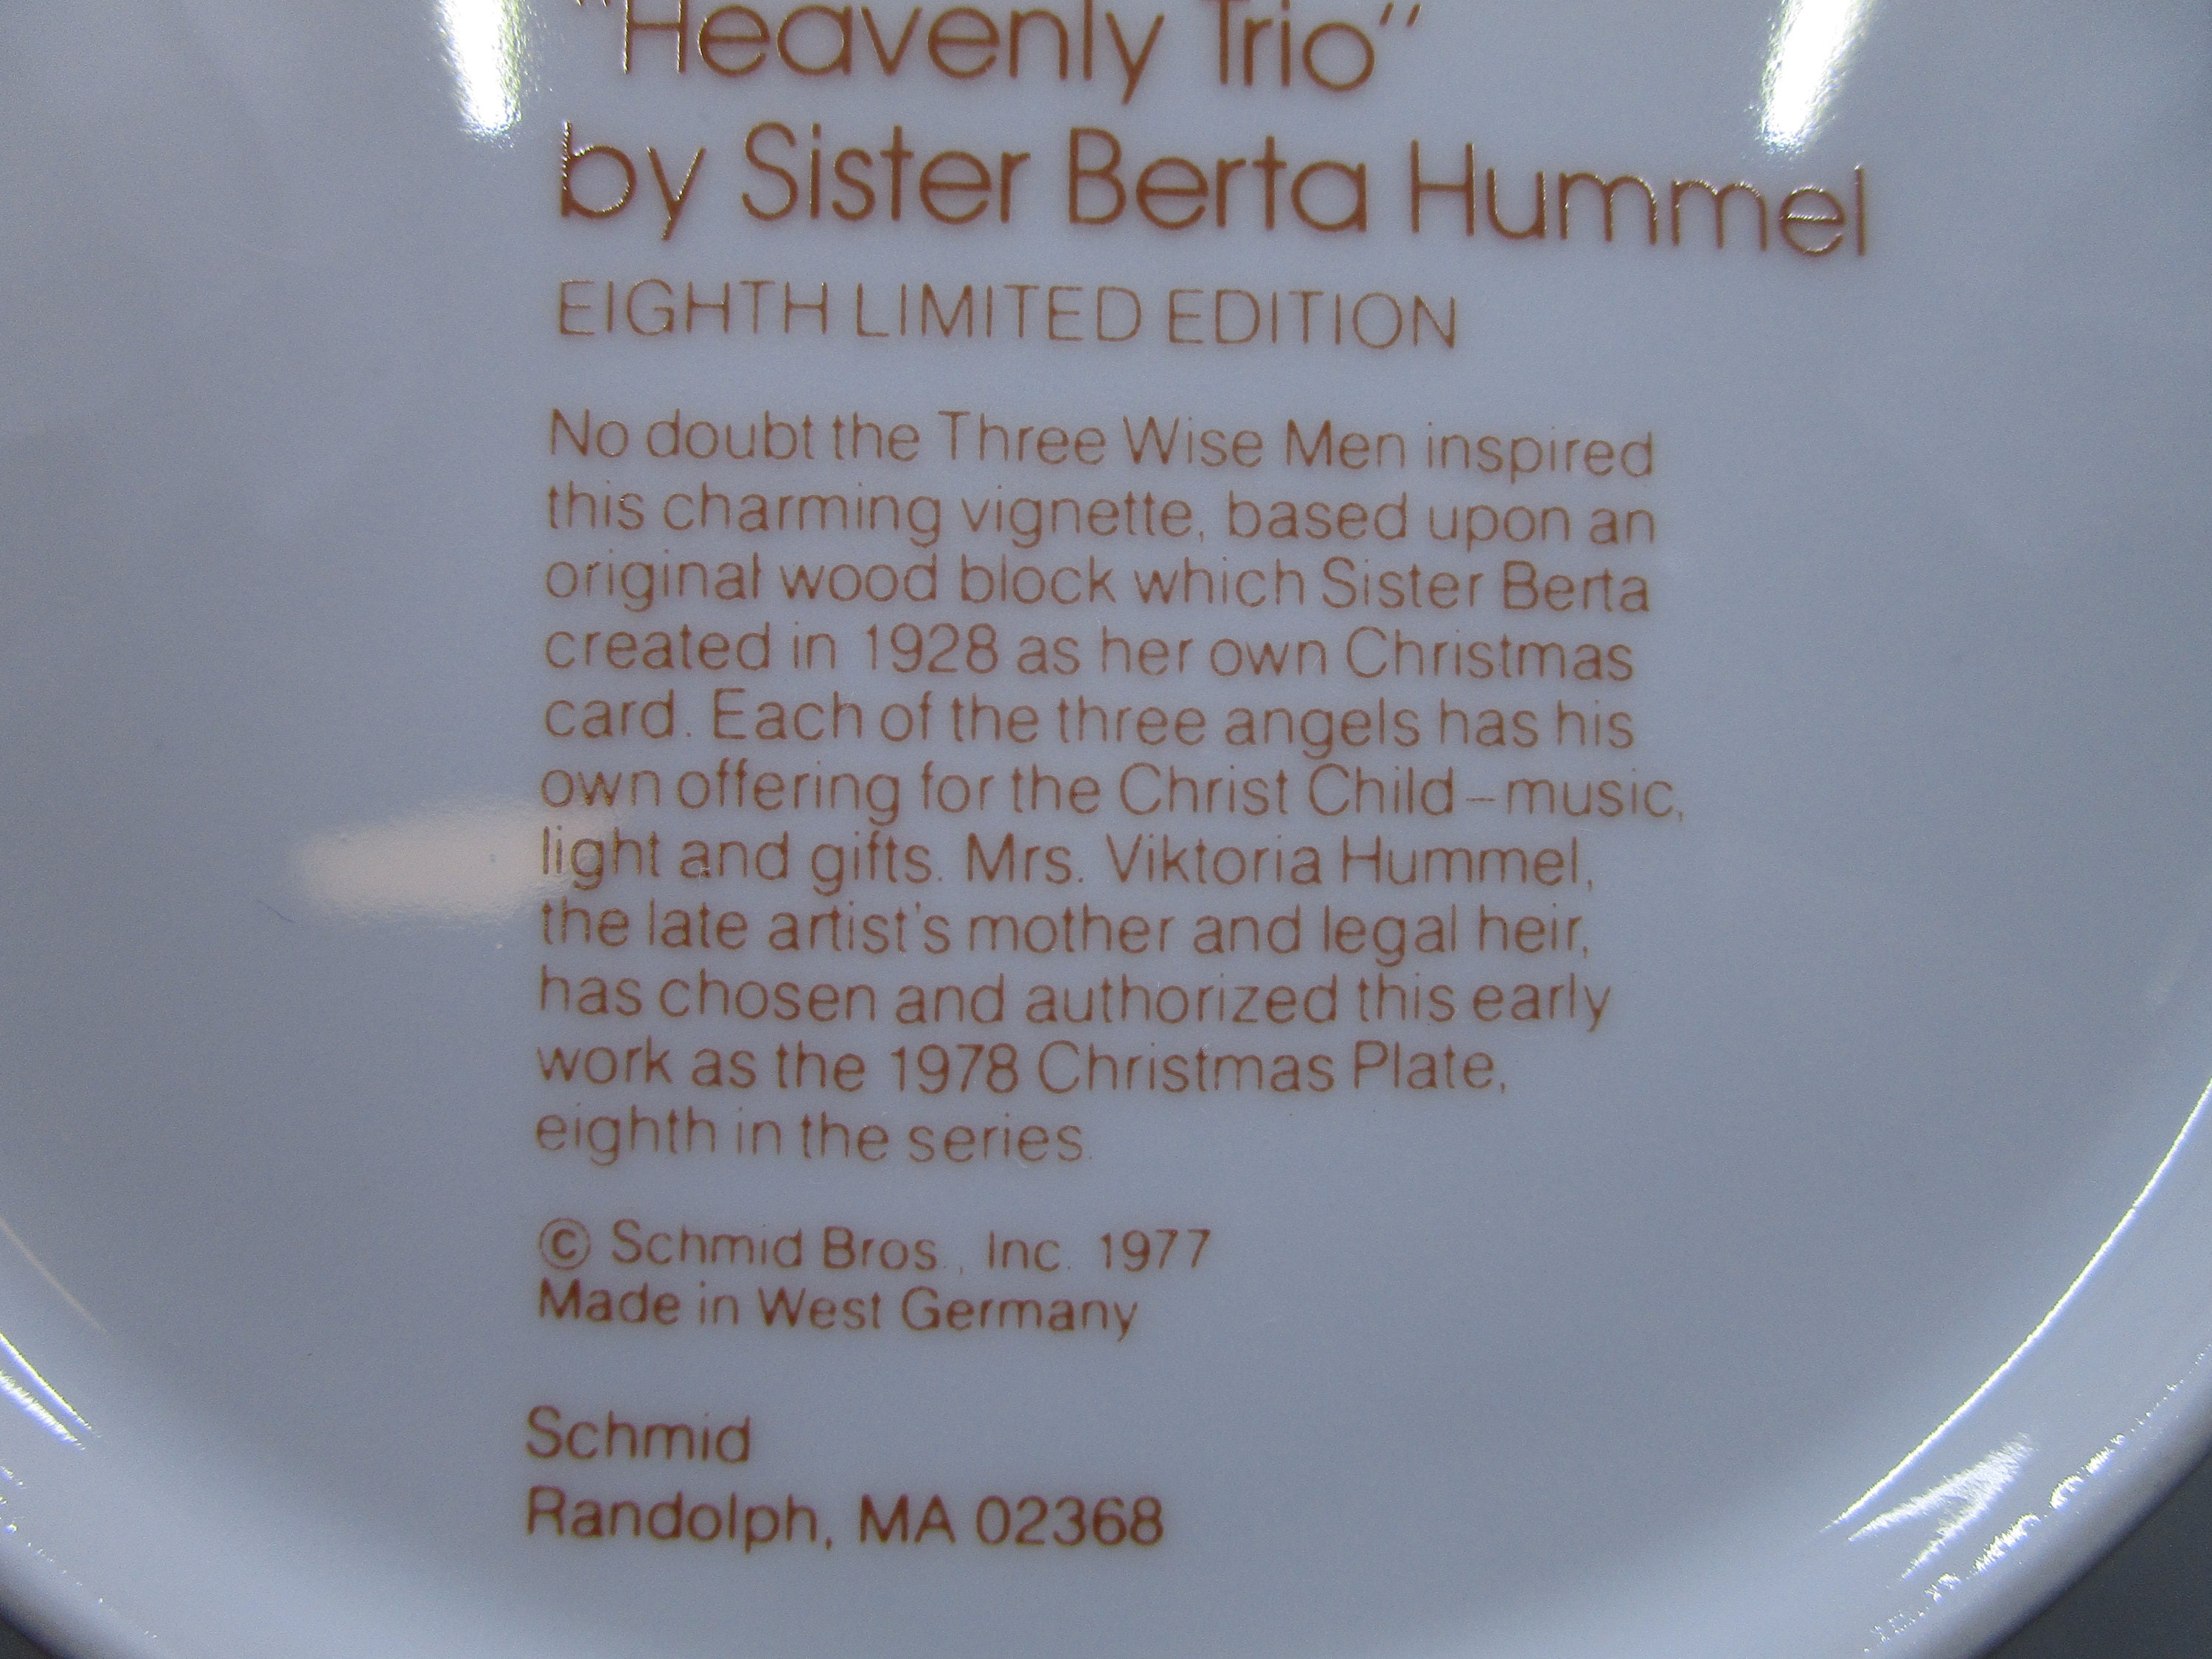 "Heavenly Trio"
by Sister Berta Hummel
EIGHTH LIMITED EDITION
No doubt the Three Wise Men inspired
this charming vignette, based upon an
original wood block which Sister Berta
created in 1928 as her own Christmas
card. Each of the three angels has his
own offering for the Christ Child – music,
light and gifts. Mrs. Viktoria Hummel,
the late artist's mother and legal heir,
has chosen and authorized this early
work as the 1978 Christmas Plate,
eighth in the series.
© Schmid Bros., Inc. 1977
Made in West Germany
Schmid
Randolph, MA 02368